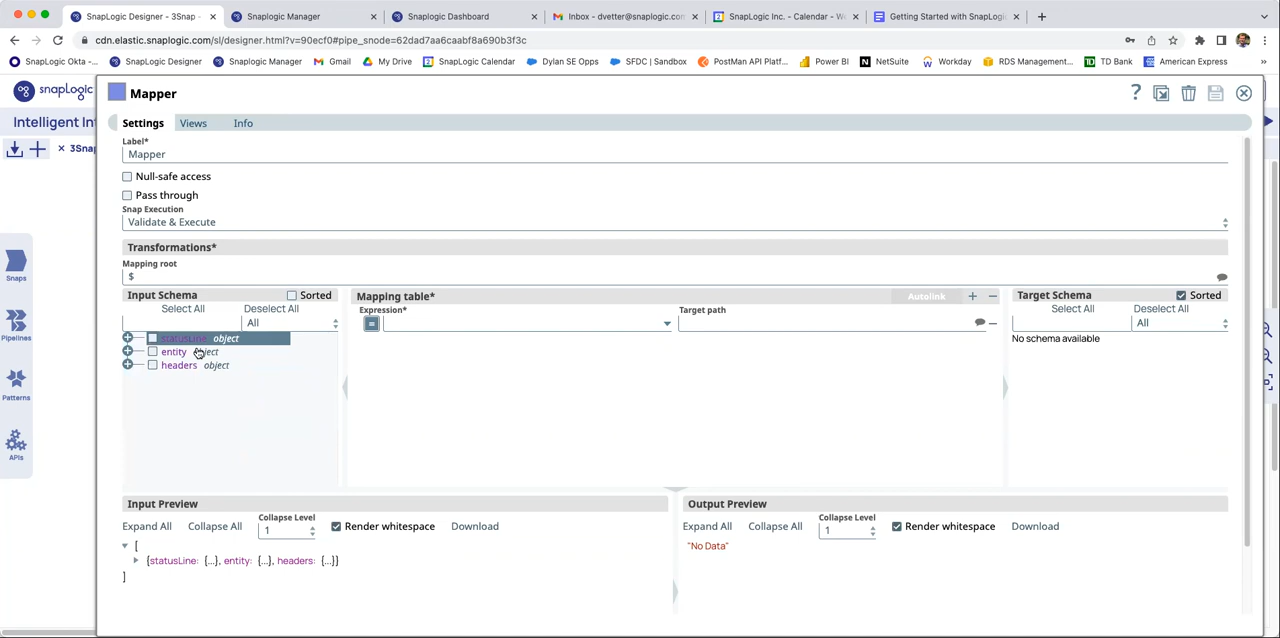 SnapLogic Designer - 3Snap -
Snaplogic Manager
Snaplogic Dashboard
Inbox - dvetter@snaplogic.com -
SnapLogic Inc. - Calendar - W
Getting Started with SnapLogi
cdn.elastic.snaplogic.com/sl/designer.html?v=90ecf0#pipe_snode=62dad7aa6caabf8a690b3f3c
SnapLogic Okta -...
SnapLogic Designer
Snaplogic Manager
Gmail
My Drive
SnapLogic Calendar
Dylan SE Opps
SFDC | Sandbox
PostMan API Platf...
Power BI
NetSuite
Workday
RDS Management...
TD Bank
American Express
»
snapLogic
Intelligent Int
3Snap
Snaps
Pipelines
Patterns
APIs
Mapper
?
Settings
Views
Info
Label*
Mapper
Null-safe access
Pass through
Snap Execution
Validate & Execute
Transformations*
Mapping root
$
Input Schema
Sorted
Select All
Deselect All
All
statusLine object
entity object
headers object
Mapping table*
Autolink
Expression*
Target path
=
Target Schema
Sorted
Select All
Deselect All
All
No schema available
Input Preview
Expand All
Collapse All
Collapse Level
1
Render whitespace
Download
[
{statusLine: {...}, entity: {...}, headers: {...}}
]
Output Preview
Expand All
Collapse All
Collapse Level
1
Render whitespace
Download
"No Data"